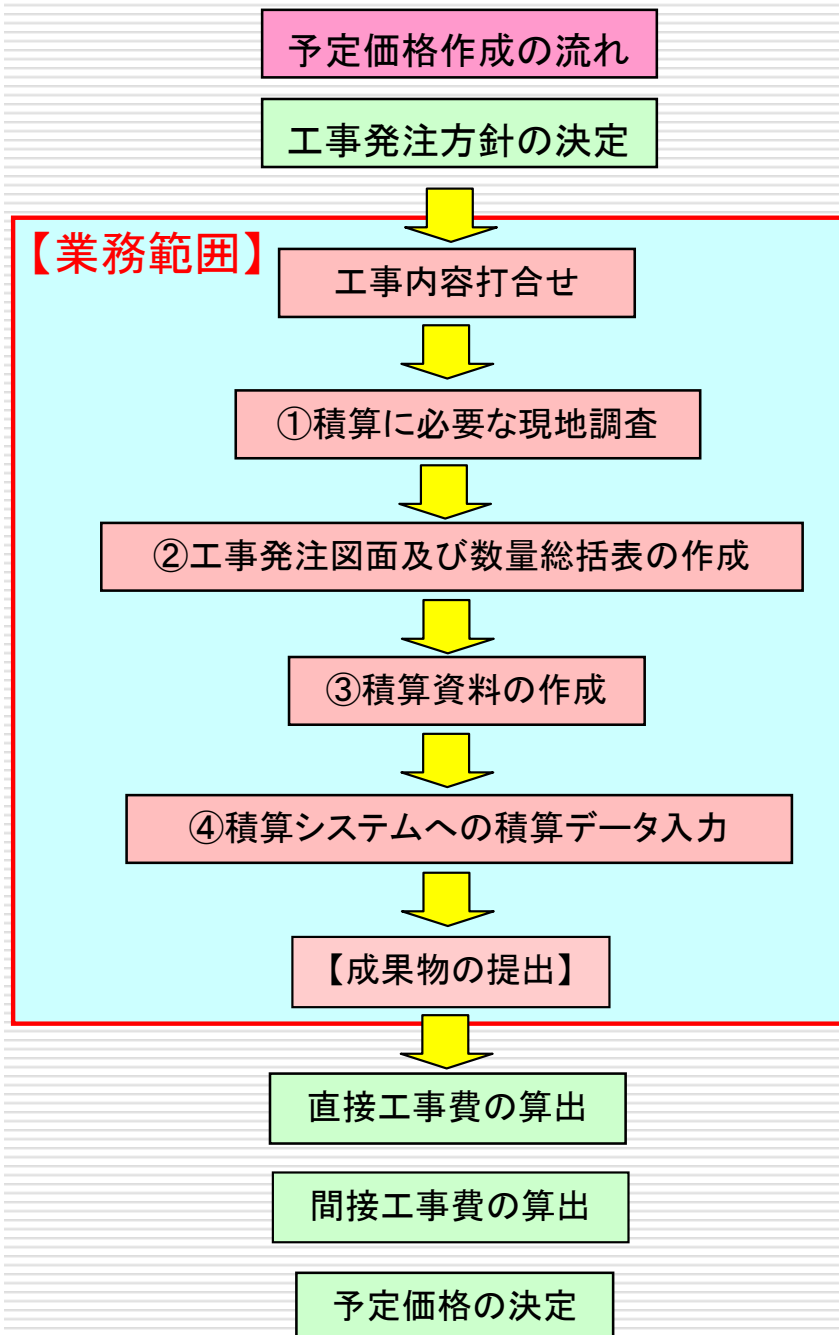 予定価格作成の流れ
工事発注方針の決定
【業務範囲】
工事内容打合せ
①積算に必要な現地調査
②工事発注図面及び数量総括表の作成
③積算資料の作成
④積算システムへの積算データ入力
【成果物の提出】
直接工事費の算出
間接工事費の算出
予定価格の決定